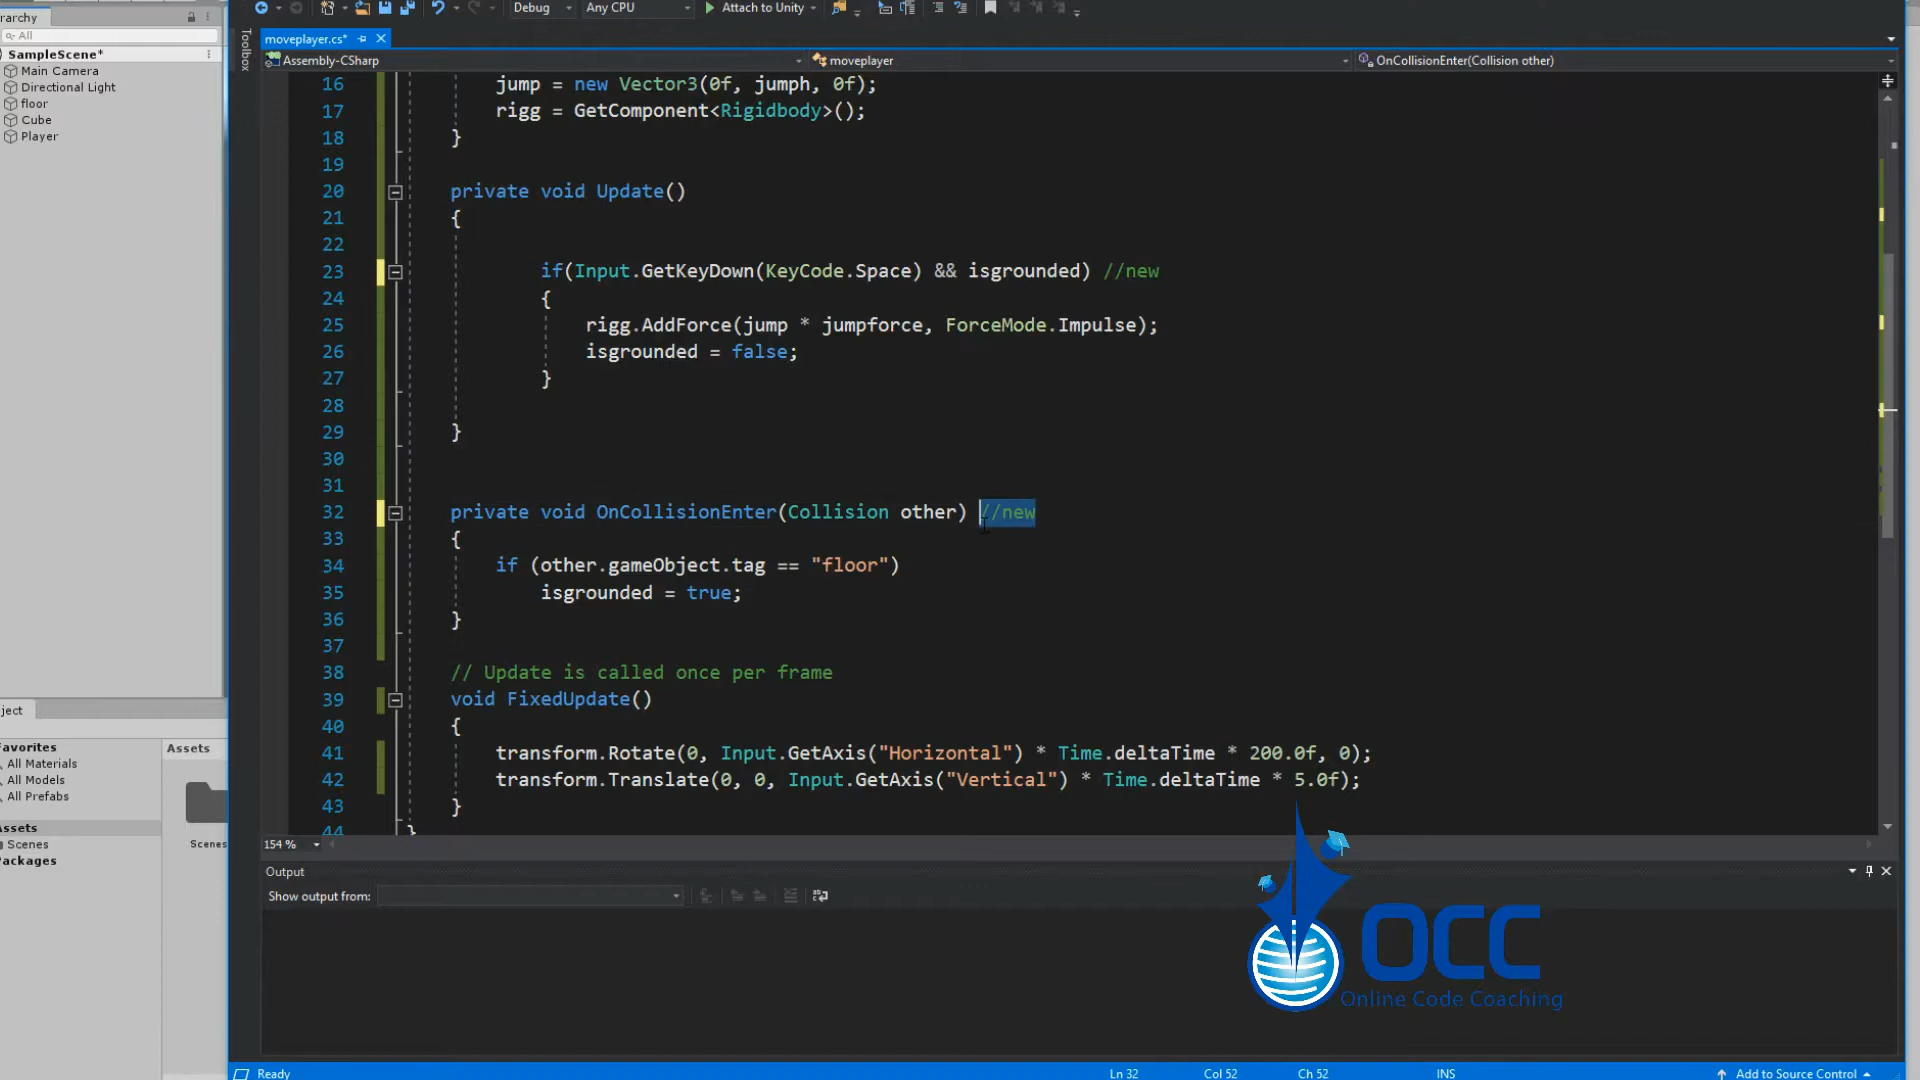 rarchy
All
SampleScene*
Main Camera
Directional Light
floor
Cube
Player
ject
Favorites
All Materials
All Models
All Prefabs
Assets
Scenes
Packages
Assets
Scenes
Toolbox
Debug
Any CPU
Attach to Unity
moveplayer.cs*
Assembly-CSharp
moveplayer
OnCollisionEnter(Collision other)
16 jump = new Vector3(0f, jumph, 0f);
17 rigg = GetComponent<Rigidbody>();
18 }
19
20 private void Update()
21 {
22
23 if(Input.GetKeyDown(KeyCode.Space) && isgrounded) //new
24 {
25 rigg.AddForce(jump * jumpforce, ForceMode.Impulse);
26 isgrounded = false;
27 }
28
29 }
30
31
32 private void OnCollisionEnter(Collision other) //new
33 {
34 if (other.gameObject.tag == "floor")
35 isgrounded = true;
36 }
37
38 // Update is called once per frame
39 void FixedUpdate()
40 {
41 transform.Rotate(0, Input.GetAxis("Horizontal") * Time.deltaTime * 200.0f, 0);
42 transform.Translate(0, 0, Input.GetAxis("Vertical") * Time.deltaTime * 5.0f);
43 }
44 }
154 %
Output
Show output from:
OCC
Online Code Coaching
Ready
Ln 32
Col 52
Ch 52
INS
Add to Source Control